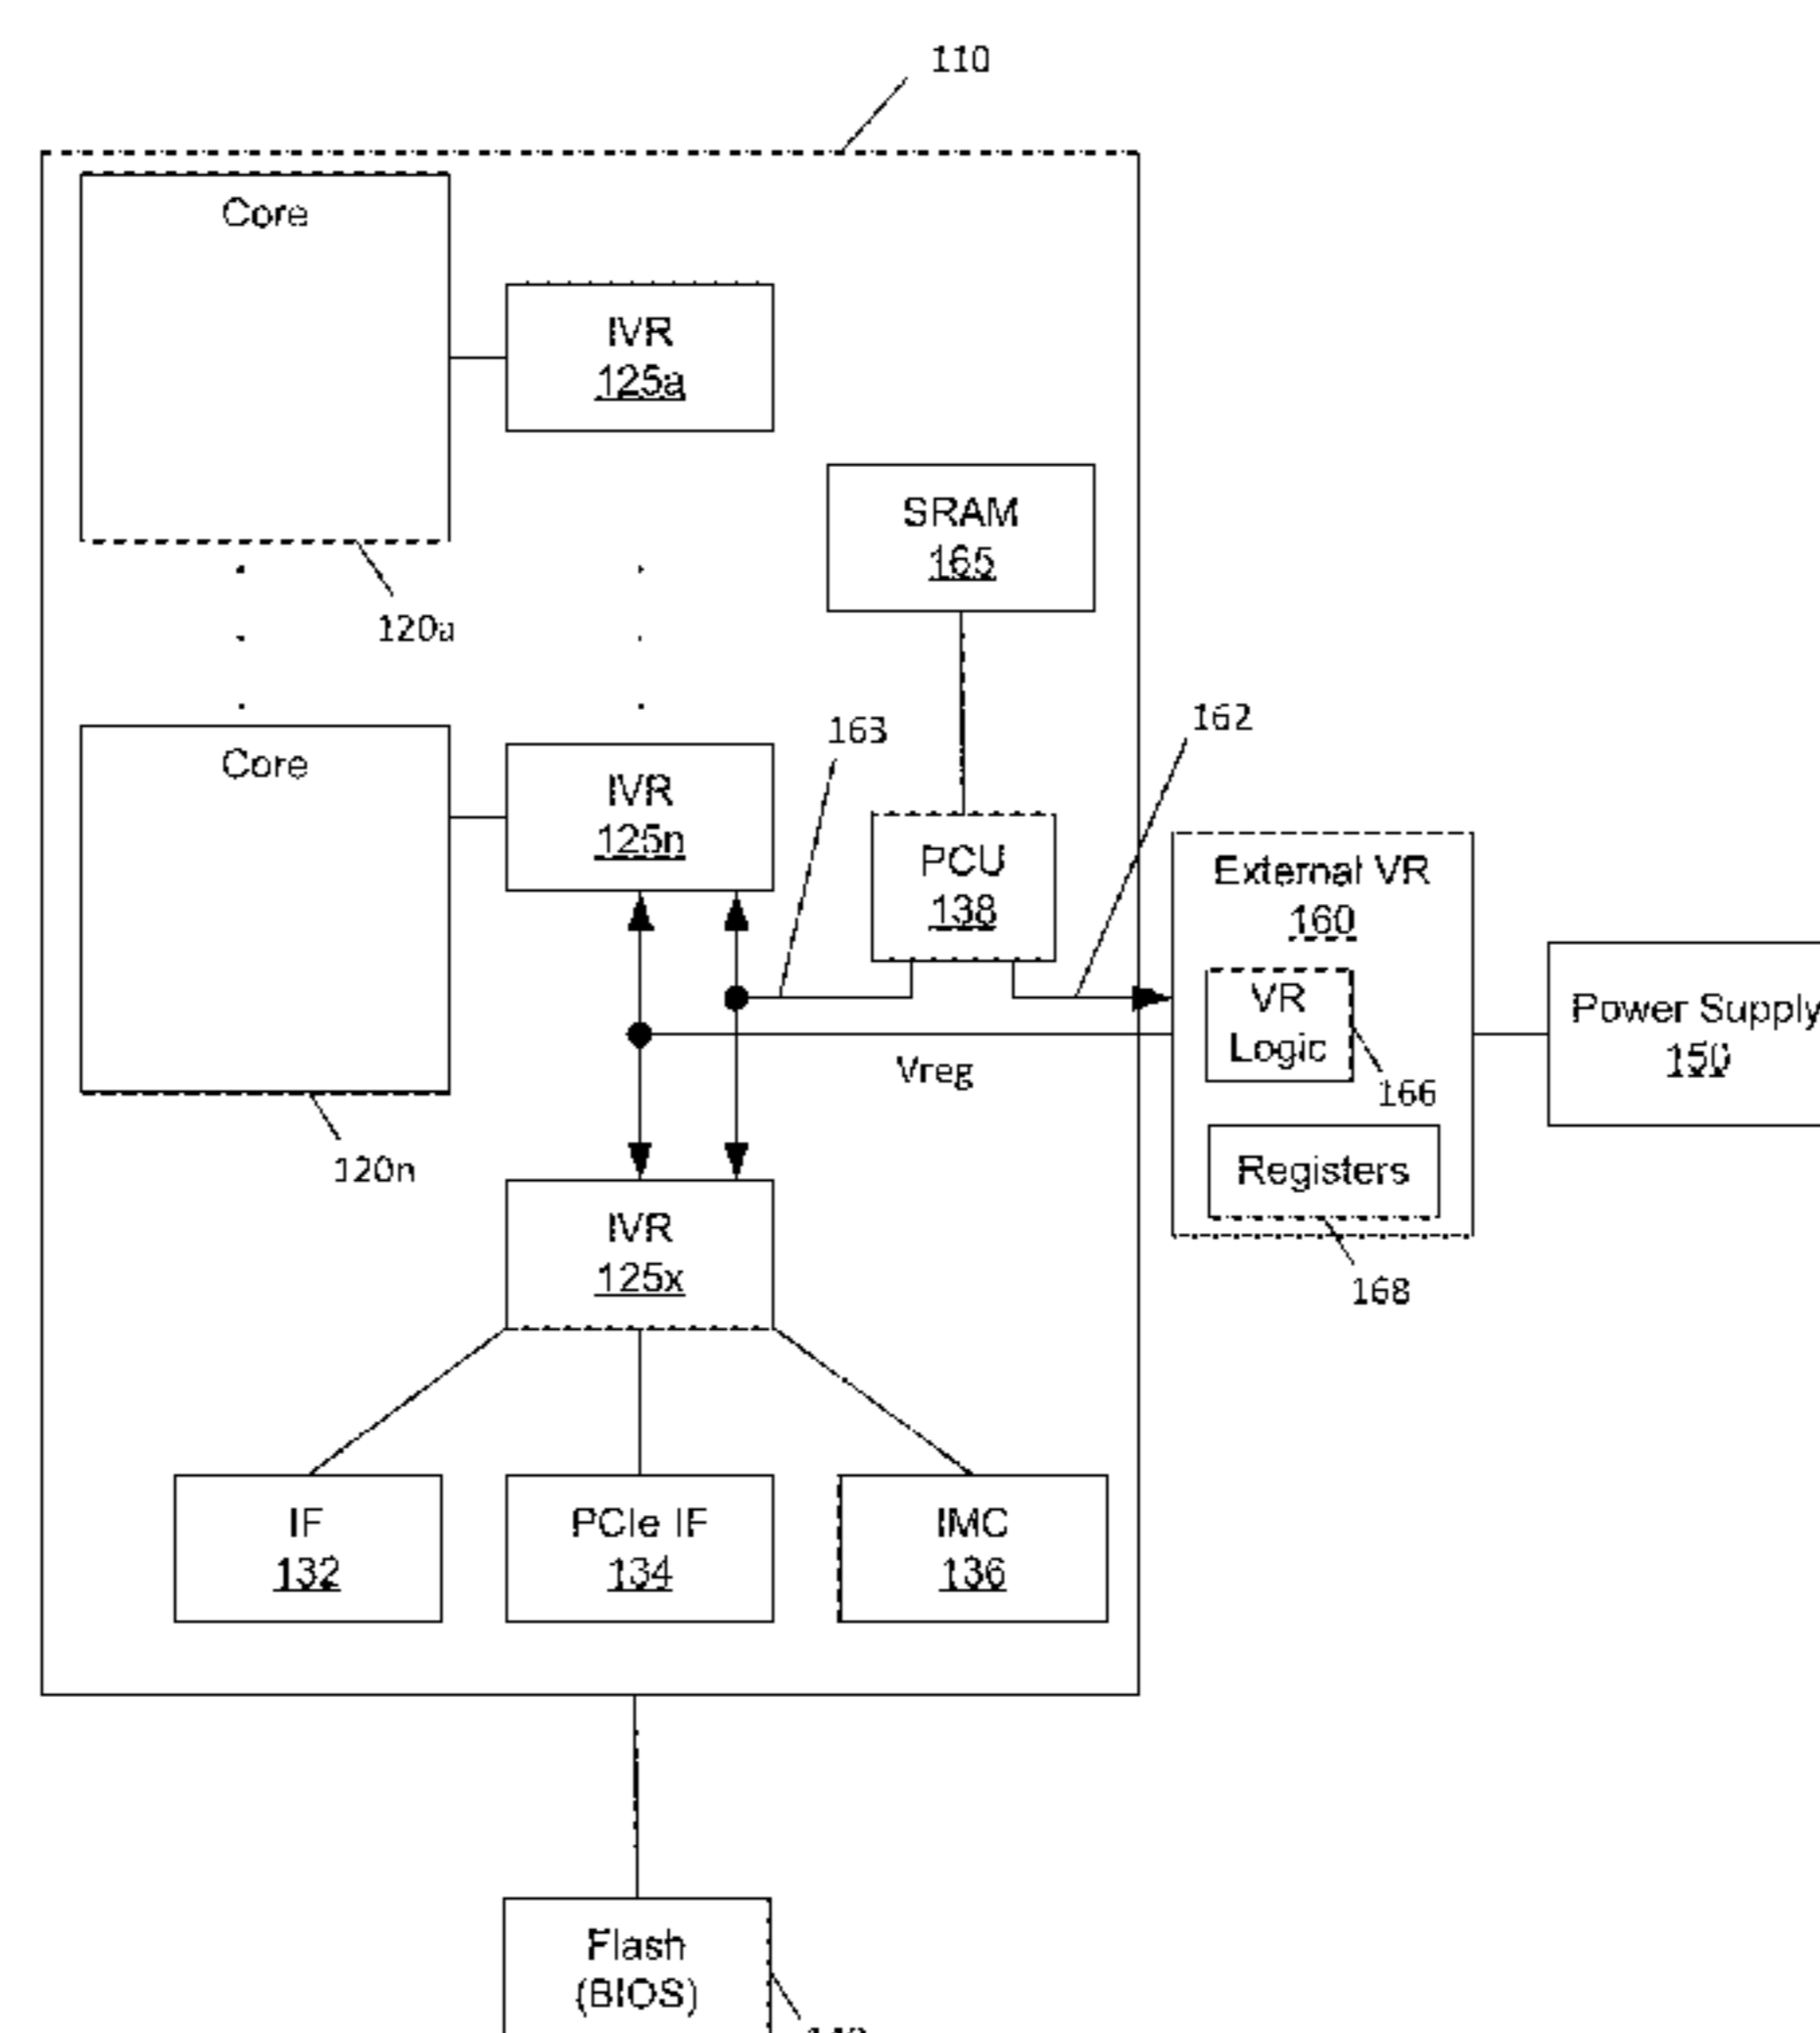 110
Core
IVR
125a
SRAM
165
120a
163
162
Core
IVR
125n
PCU
138
External VR
160
VR
Logic
Power Supply
150
Vreg
166
120n
Registers
IVR
125x
168
IF
132
PCIe IF
134
IMC
136
Flash
(BIOS)